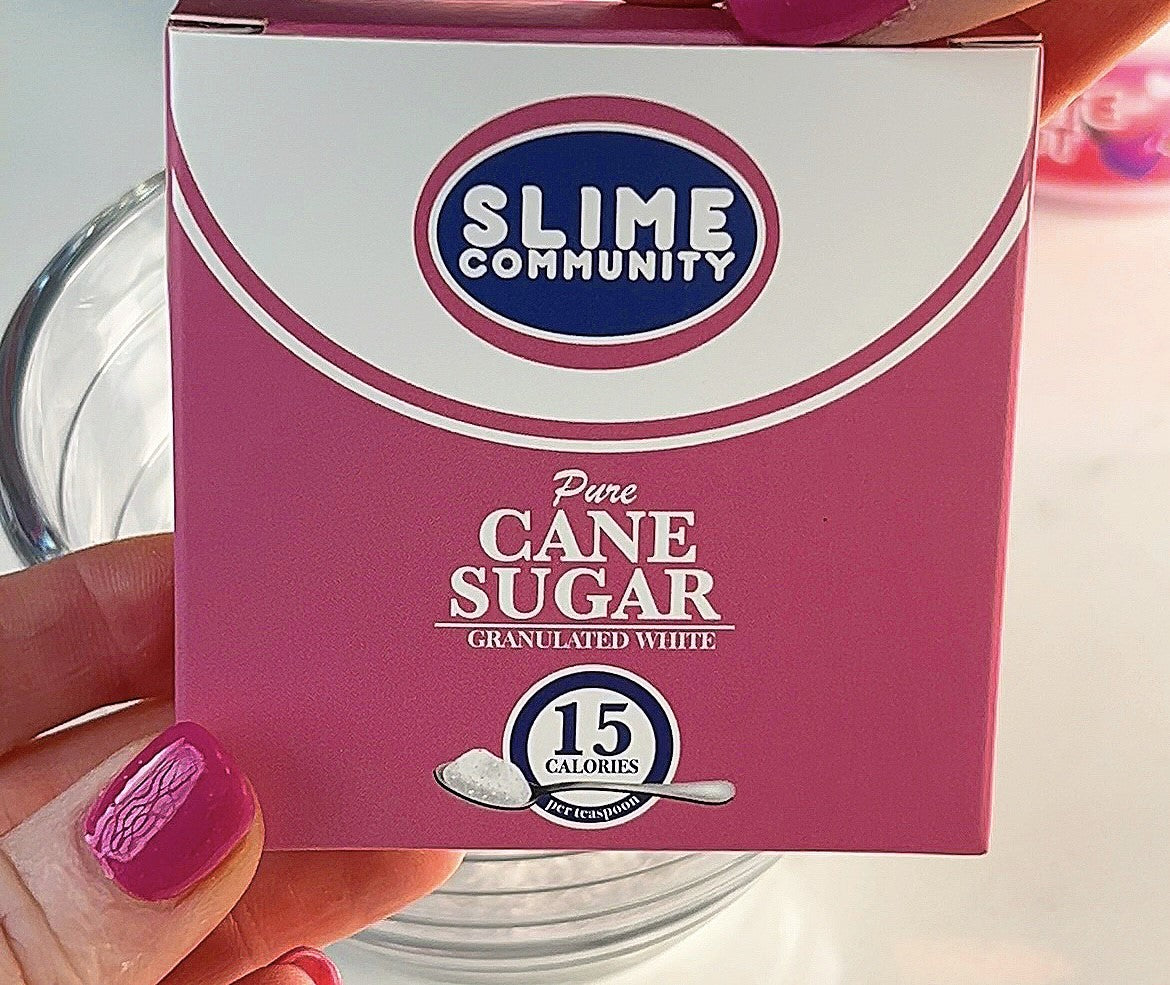 SLIME
COMMUNITY
Pure
CANE
SUGAR
GRANULATED WHITE
15
CALORIES
per teaspoon